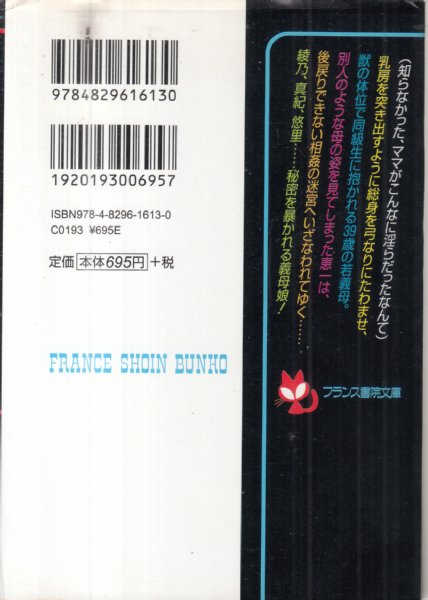 9784829616130
1920193006957
ISBN978-4-8296-1613-0
C0193 ¥695E
定価 本体695円 +税
FRANCE SHOIN BUNKO
(知らなかった、ママがこんなに淫らだったなんて)
乳房を突き出すように総身を弓なりにたわませ、
獣の体位で同級生に抱かれる39歳の若義母。
別人のような母の姿を見てしまった恵一は、
後戻りできない相姦の迷宮へいざなわれてゆく……
綾乃、真紀、悠里……秘密を暴かれる義母娘!
フランス書院文庫